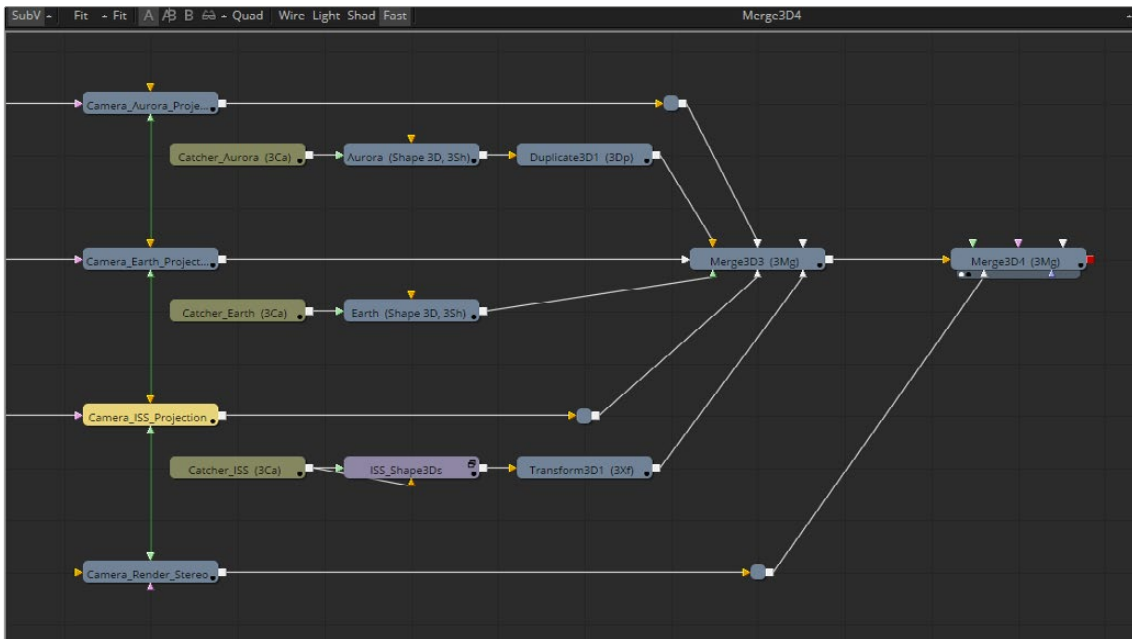 SubV Fit Fit A A|B B Quad Wire Light Shad Fast Merge3D4
Camera_Aurora_Proje...
Catcher_Aurora (3Ca) Aurora (Shape 3D, 3Sh) Duplicate3D1 (3Dp)
Camera_Earth_Project... Merge3D3 (3Mg) Merge3D4 (3Mg)
Catcher_Earth (3Ca) Earth (Shape 3D, 3Sh)
Camera_ISS_Projection
Catcher_ISS (3Ca) ISS_Shape3Ds Transform3D1 (3Xf)
Camera_Render_Stereo